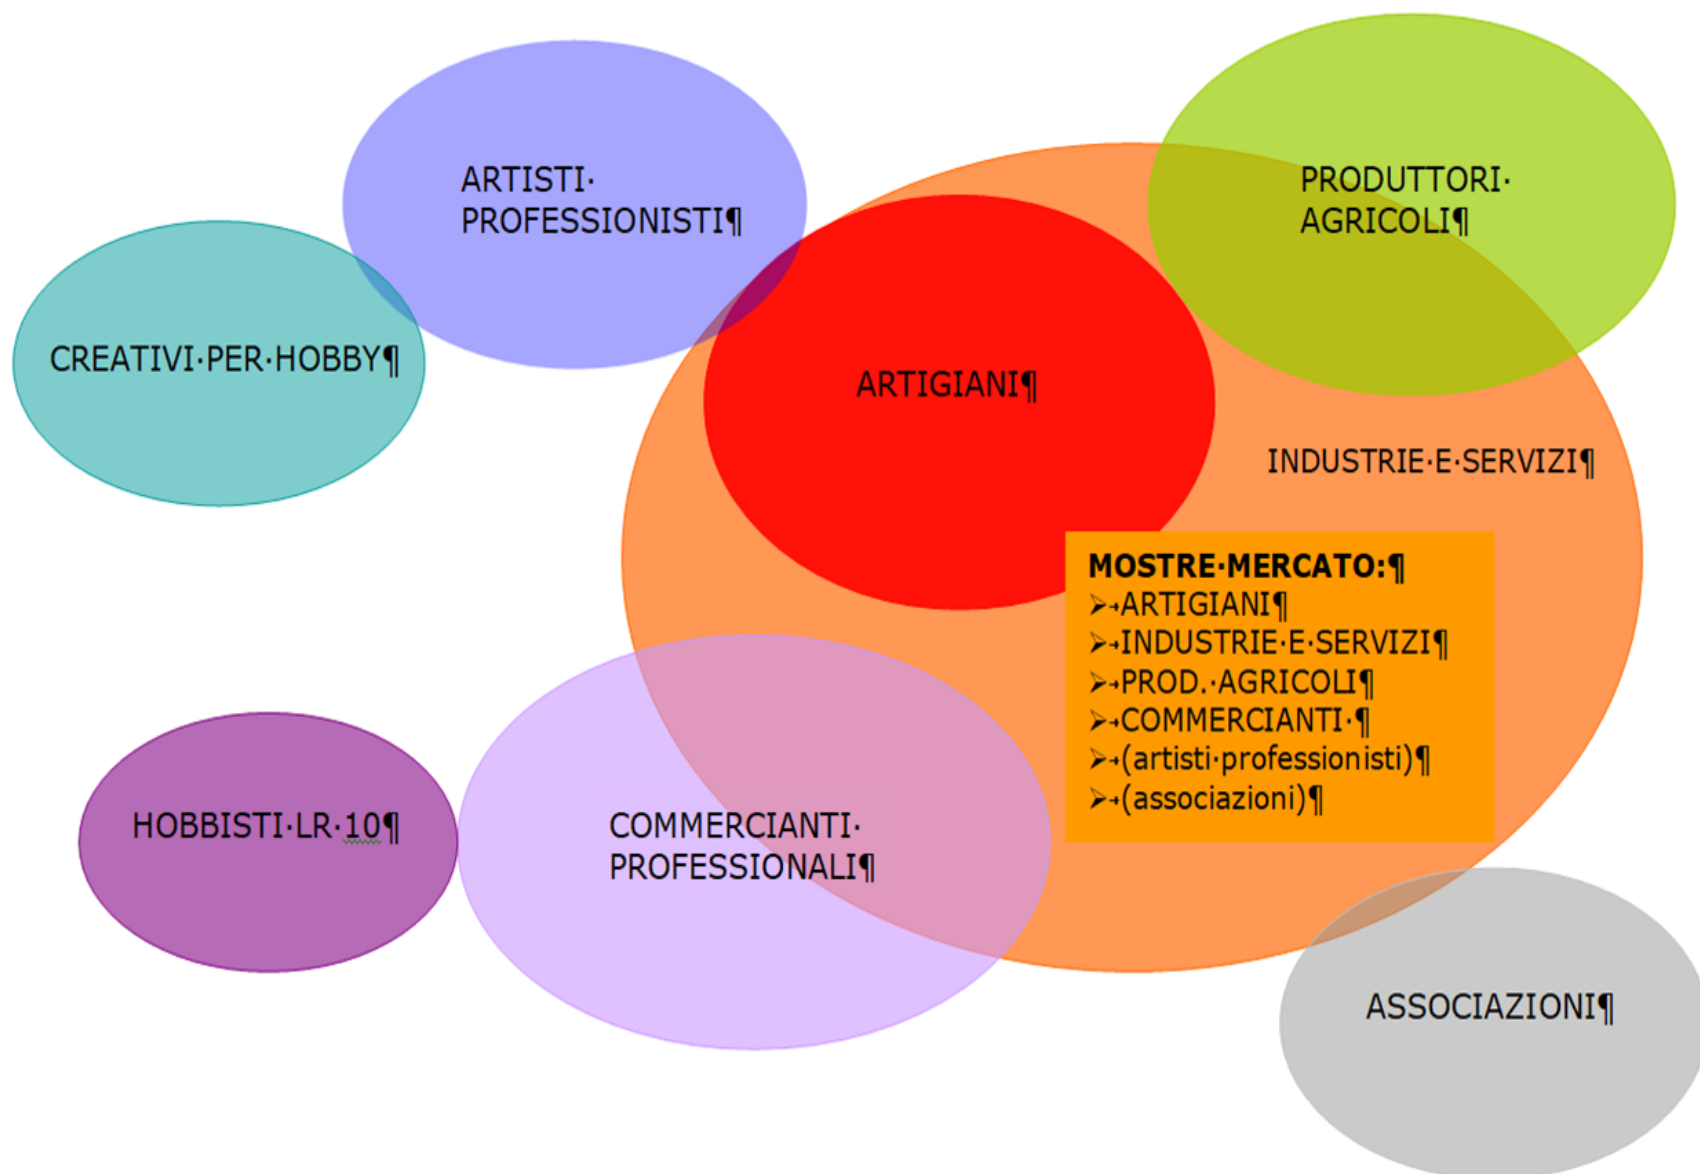 ARTISTI·
PROFESSIONISTI¶
PRODUTTORI·
AGRICOLI¶
CREATIVI·PER·HOBBY¶
ARTIGIANI¶
INDUSTRIE·E·SERVIZI¶
MOSTRE·MERCATO:¶
➢→ARTIGIANI¶
➢→INDUSTRIE·E·SERVIZI¶
➢→PROD.·AGRICOLI¶
➢→COMMERCIANTI·¶
➢→(artisti·professionisti)¶
➢→(associazioni)¶
HOBBISTI·LR·10¶
COMMERCIANTI·
PROFESSIONALI¶
ASSOCIAZIONI¶